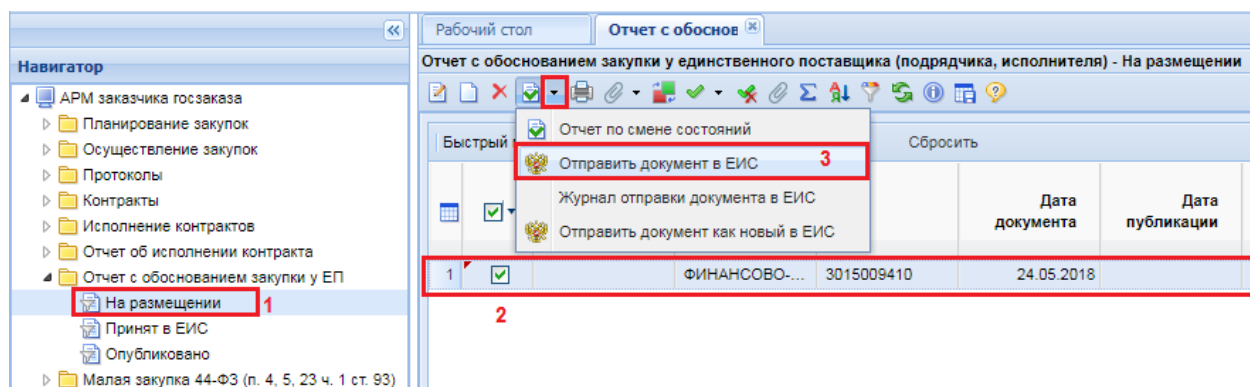 Навигатор
АРМ заказчика госзаказа
Планирование закупок
Осуществление закупок
Протоколы
Контракты
Исполнение контрактов
Отчет об исполнении контракта
Отчет с обоснованием закупки у ЕП
На размещении 1
Принят в ЕИС
Опубликовано
Малая закупка 44-ФЗ (п. 4, 5, 23 ч. 1 ст. 93)
Рабочий стол Отчет с обоснов
Отчет с обоснованием закупки у единственного поставщика (подрядчика, исполнителя) - На размещении
Быстрый Сбросить
Отчет по смене состояний
Отправить документ в ЕИС 3
Журнал отправки документа в ЕИС
Отправить документ как новый в ЕИС
Дата документа
Дата публикации
1 ФИНАНСОВО-... 3015009410 24.05.2018
2